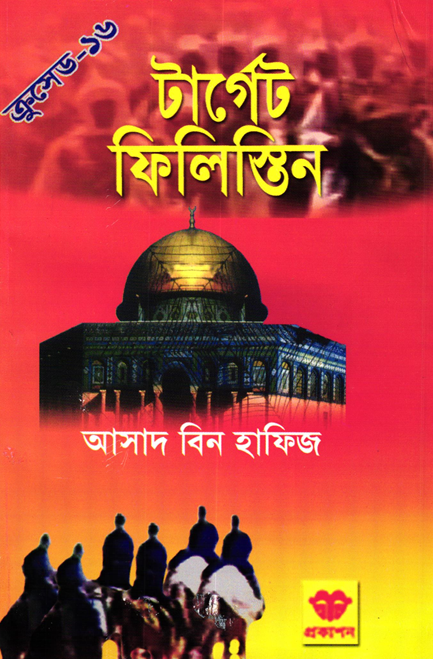 ক্রুসেড-১৬
টার্গেট
ফিলিস্তিন
আসাদ বিন হাফিজ
প্রকাশন